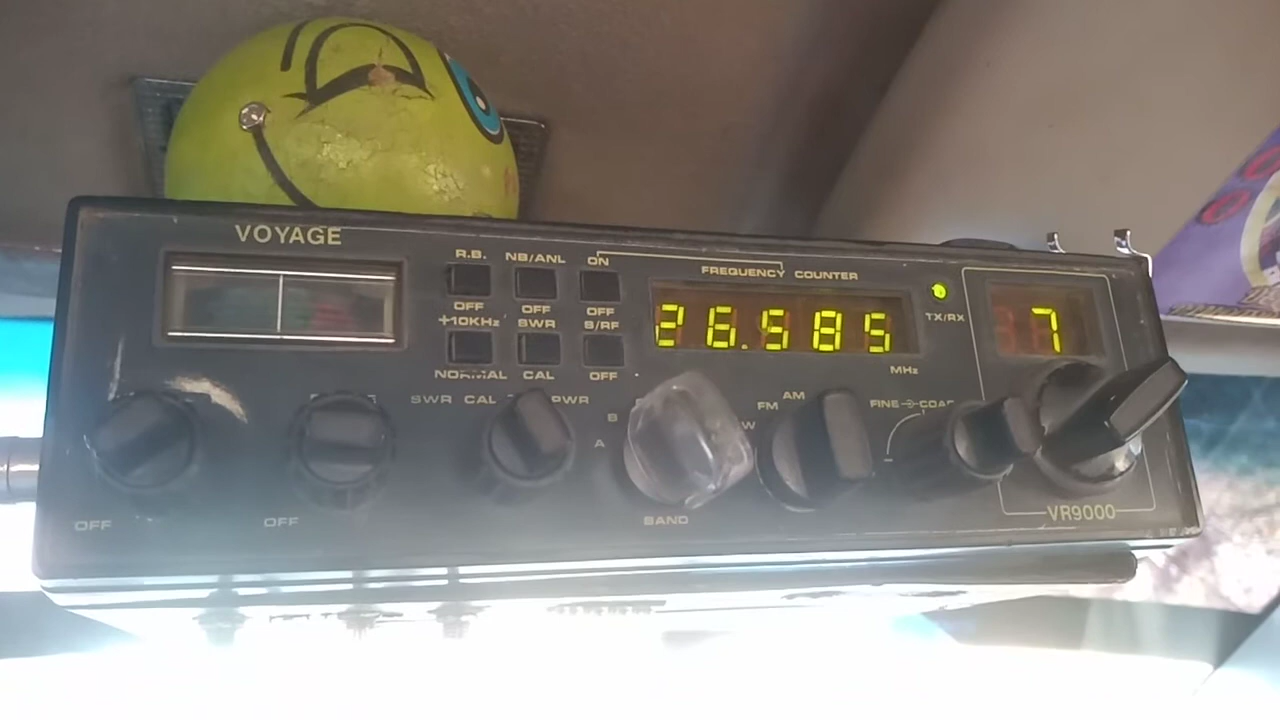 VOYAGE
R.B. NB/ANL ON
FREQUENCY COUNTER
OFF OFF OFF
+10KHz SWR S/RF
26.585
7
TX/RX
NORMAL CAL OFF
MHz
SWR CAL PWR
AM
FM
B
A
FINE
OFF
OFF
BAND
VR9000